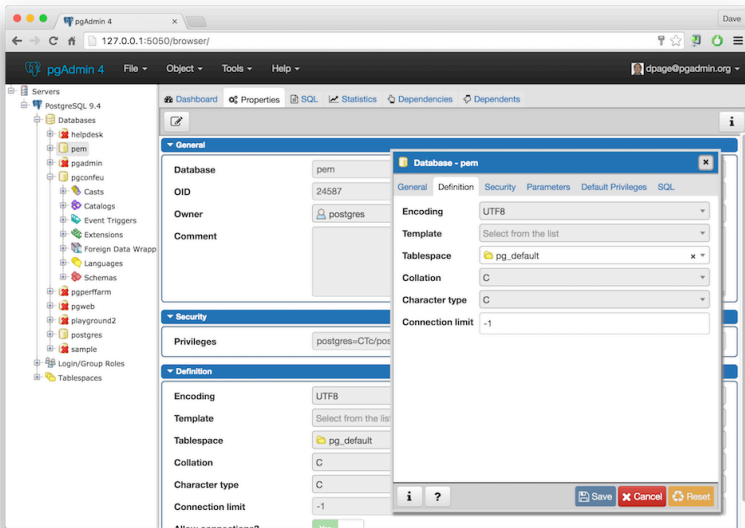 pgAdmin 4
Dave
127.0.0.1:5050/browser/
pgAdmin 4 File Object Tools Help dpage@pgadmin.org
Servers
PostgreSQL 9.4
Databases
helpdesk
pem
pgadmin
pgconfeu
Casts
Catalogs
Event Triggers
Extensions
Foreign Data Wrapp
Languages
Schemas
pgperffarm
pgweb
playground2
postgres
sample
Login/Group Roles
Tablespaces
Dashboard Properties SQL Statistics Dependencies Dependents
i
General
Database pem
OID 24587
Owner postgres
Comment
Security
Privileges postgres=CTc/pos
Definition
Encoding UTF8
Template Select from the list
Tablespace pg_default
Collation C
Character type C
Connection limit -1
Allow connections? Yes
Database - pem x
General Definition Security Parameters Default Privileges SQL
Encoding UTF8
Template Select from the list
Tablespace pg_default x
Collation C
Character type C
Connection limit -1
i ? Save Cancel Reset